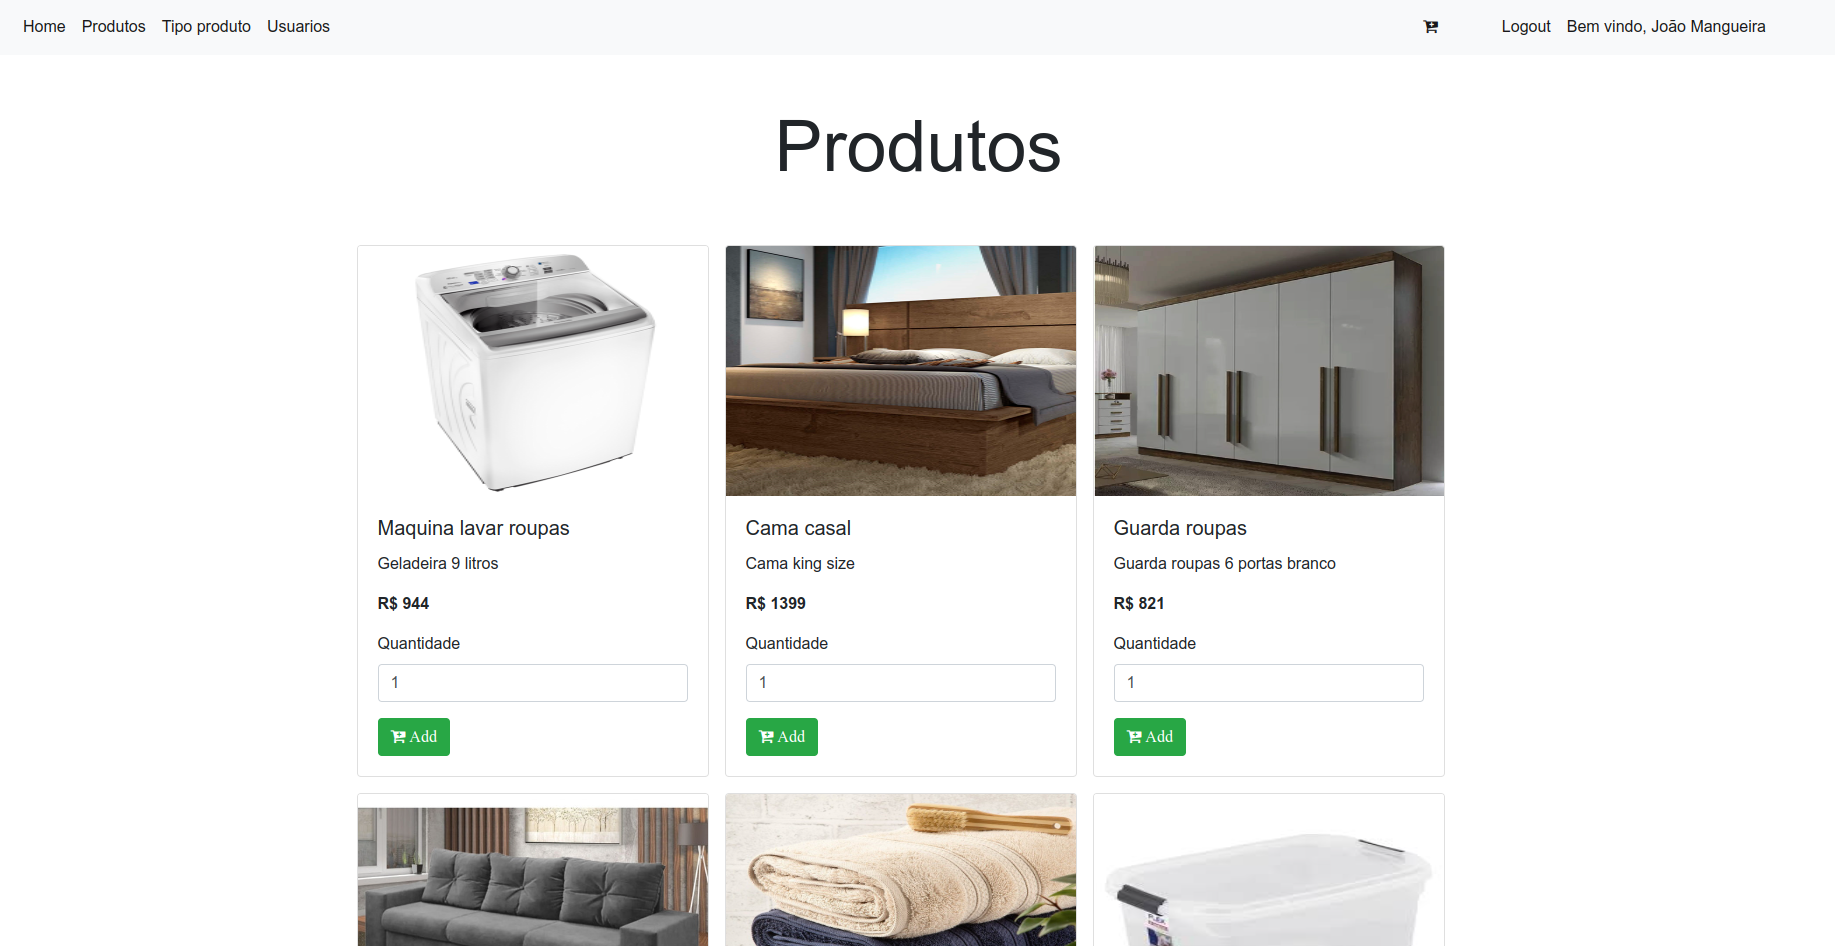 Home Produtos Tipo produto Usuarios Logout Bem vindo, João Mangueira
Produtos
Maquina lavar roupas
Geladeira 9 litros
R$ 944
Quantidade
1
Add
Cama casal
Cama king size
R$ 1399
Quantidade
1
Add
Guarda roupas
Guarda roupas 6 portas branco
R$ 821
Quantidade
1
Add